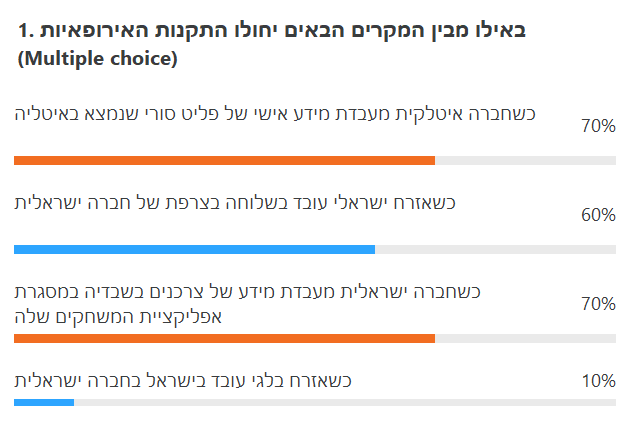 1. באילו מבין המקרים הבאים יחולו התקנות האירופאיות
(Multiple choice)
כשחברה איטלקית מעבדת מידע אישי של פליט סורי שנמצא באיטליה
70%
כשאזרח ישראלי עובד בשלוחה בצרפת של חברה ישראלית
60%
כשחברה ישראלית מעבדת מידע של צרכנים בשבדיה במסגרת
אפליקציית המשחקים שלה
70%
כשאזרח בלגי עובד בישראל בחברה ישראלית
10%